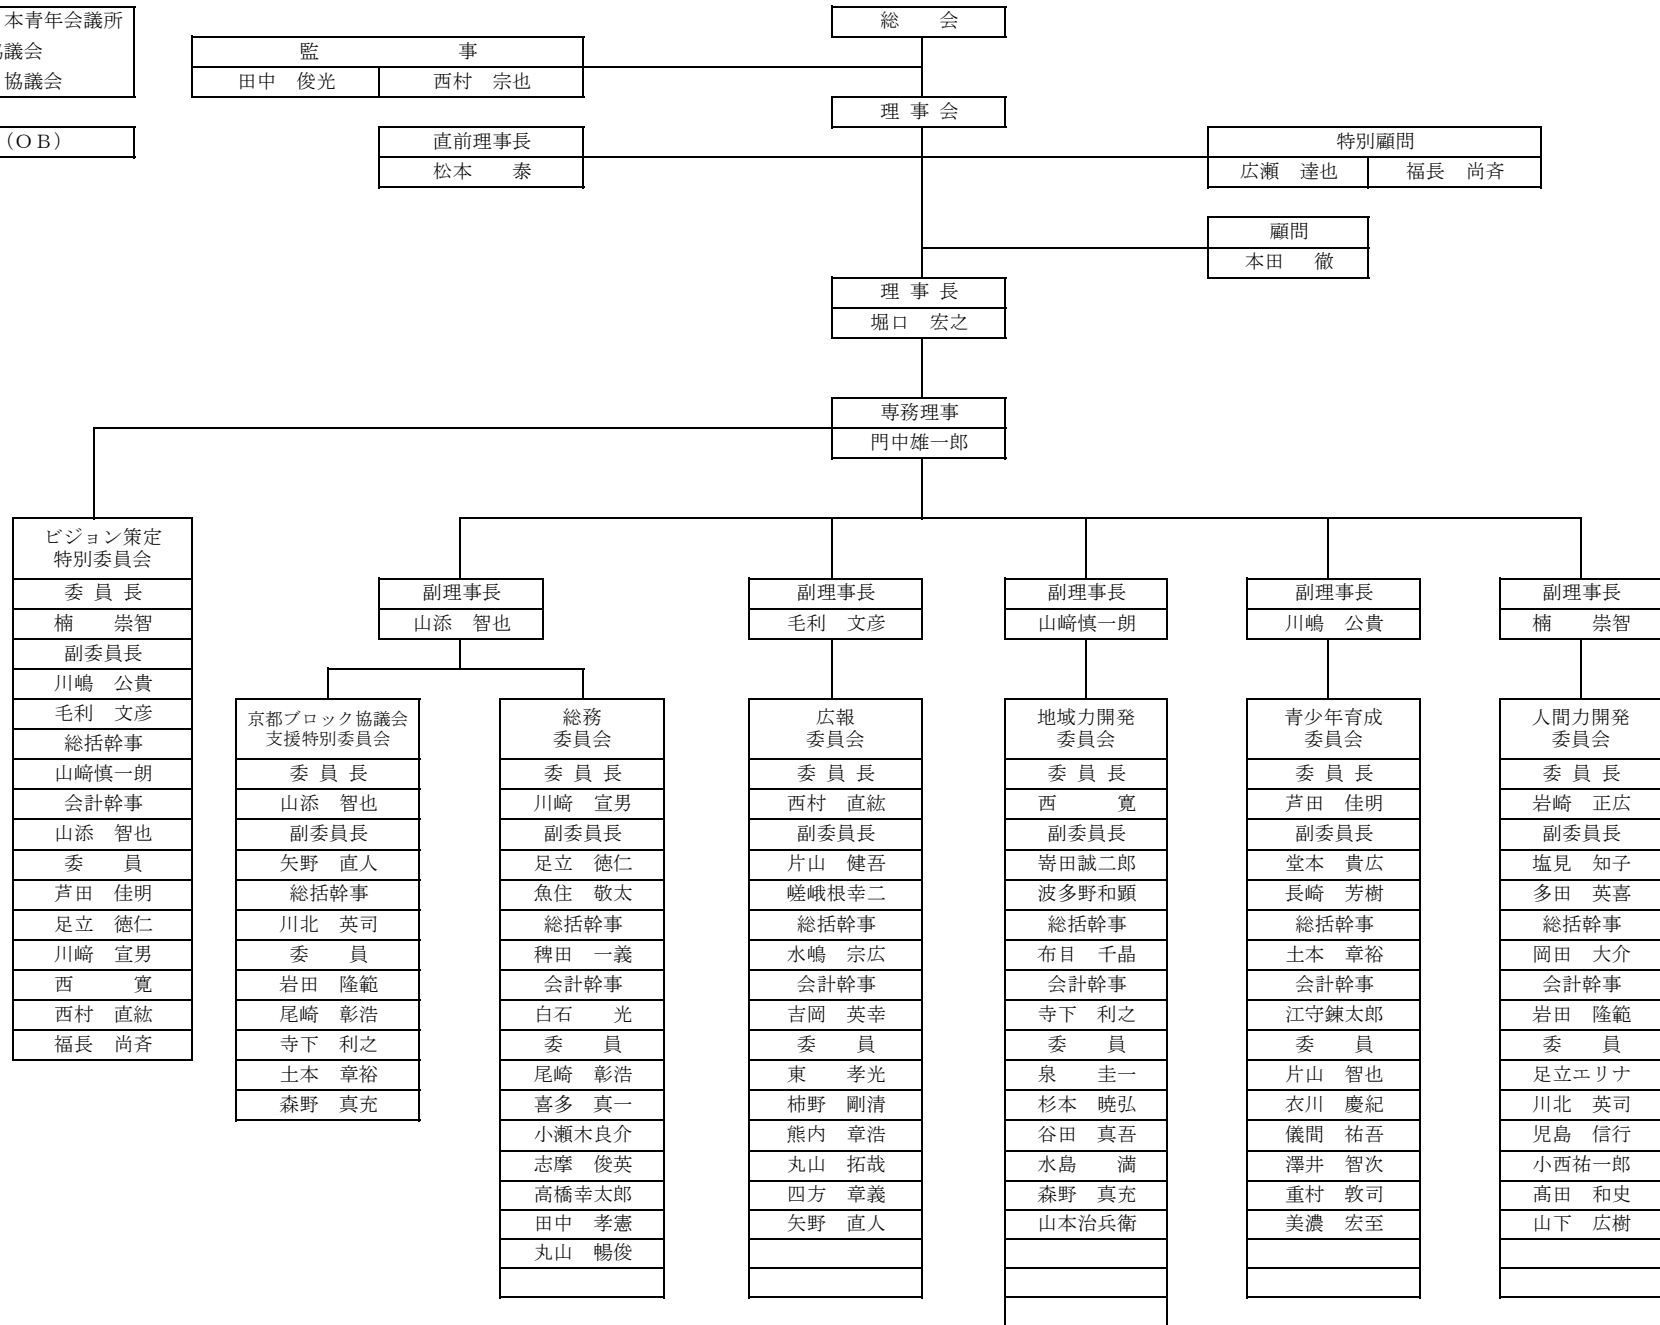 本青年会議所
協議会
協議会
(ＯＢ)
総　　会
監　　　　　　　事
田中　俊光
西村　宗也
理 事 会
直前理事長
松本　　泰
特別顧問
広瀬　達也
福長　尚斉
顧問
本田　 徹
理 事 長
堀口　宏之
専務理事
門中雄一郎
ビジョン策定
特別委員会
委 員 長
楠　　崇智
副委員長
川嶋　公貴
毛利　文彦
総括幹事
山﨑慎一朗
会計幹事
山添　智也
委　　員
芦田　佳明
足立　徳仁
川﨑　宣男
西　　　寛
西村　直紘
福長　尚斉
副理事長
山添　智也
京都ブロック協議会
支援特別委員会
委 員 長
山添　智也
副委員長
矢野　直人
総括幹事
川北　英司
委　　員
岩田　隆範
尾崎　彰浩
寺下　利之
土本　章裕
森野　真充
総務
委員会
委 員 長
川﨑　宣男
副委員長
足立　徳仁
魚住　敬太
総括幹事
稗田　一義
会計幹事
白石　　光
委　　員
尾崎　彰浩
喜多　真一
小瀬木良介
志摩　俊英
高橋幸太郎
田中　孝憲
丸山　暢俊
副理事長
毛利　文彦
広報
委員会
委 員 長
西村　直紘
副委員長
片山　健吾
嵯峨根幸二
総括幹事
水嶋　宗広
会計幹事
吉岡　英幸
委　　員
東　　孝光
柿野　剛清
熊内　章浩
丸山　拓哉
四方　章義
矢野　直人
副理事長
山﨑慎一朗
地域力開発
委員会
委 員 長
西　　　寛
副委員長
嵜田誠二郎
波多野和顕
総括幹事
布目　千晶
会計幹事
寺下　利之
委　　員
泉　　圭一
杉本　暁弘
谷田　真吾
水島　　満
森野　真充
山本治兵衛
副理事長
川嶋　公貴
青少年育成
委員会
委 員 長
芦田　佳明
副委員長
堂本　貴広
長崎　芳樹
総括幹事
土本　章裕
会計幹事
江守錬太郎
委　　員
片山　智也
衣川　慶紀
儀間　祐吾
澤井　智次
重村　敦司
美濃　宏至
副理事長
楠　　崇智
人間力開発
委員会
委 員 長
岩崎　正広
副委員長
塩見　知子
多田　英喜
総括幹事
岡田　大介
会計幹事
岩田　隆範
委　　員
足立エリナ
川北　英司
児島　信行
小西祐一郎
髙田　和史
山下　広樹